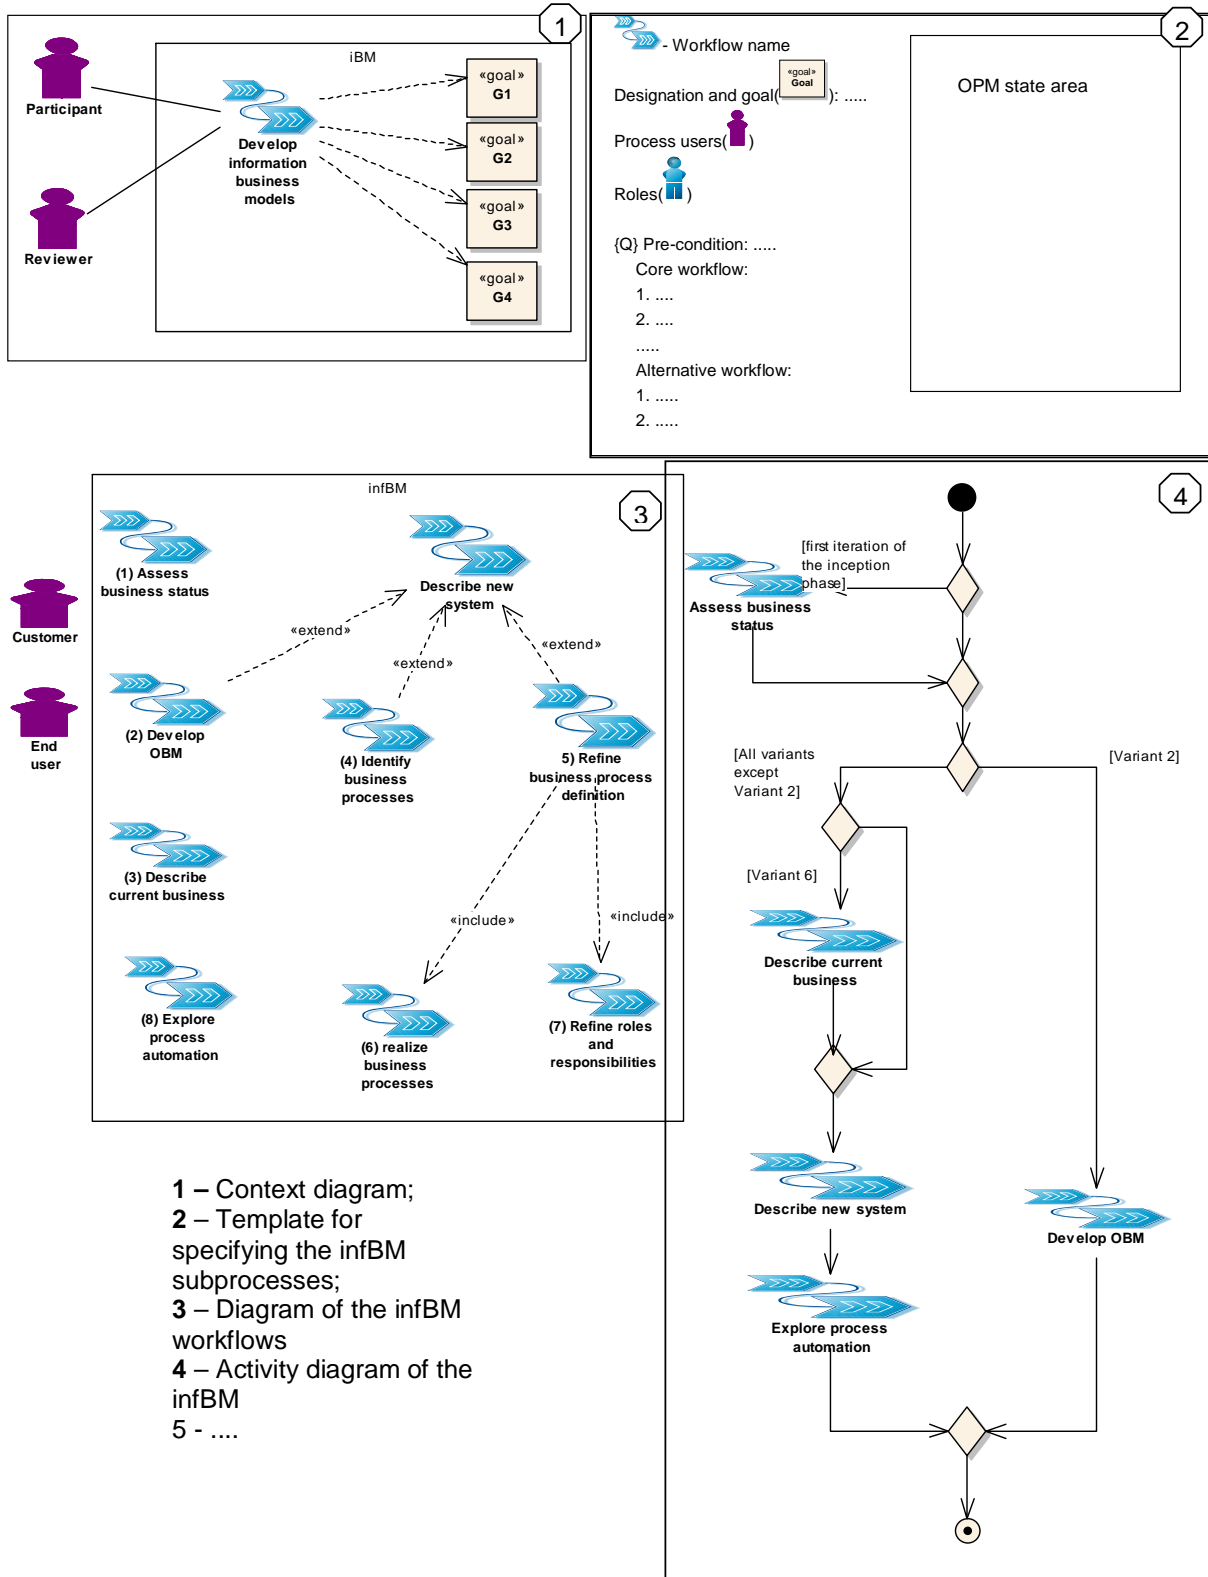 1
iBM
Participant
Reviewer
Develop
information
business
models
«goal»
G1
«goal»
G2
«goal»
G3
«goal»
G4
2
- Workflow name
Designation and goal(
«goal»
Goal
): .....
Process users( )
Roles( )
{Q} Pre-condition: .....
Core workflow:
1. ....
2. ....
.....
Alternative workflow:
1. .....
2. .....
OPM state area
infBM
3
Customer
End
user
(1) Assess
business status
Describe new
system
«extend»
«extend»
«extend»
(2) Develop
OBM
(4) Identify
business
processes
5) Refine
business process
definition
(3) Describe
current business
«include»
«include»
(8) Explore
process
automation
(6) realize
business
processes
(7) Refine roles
and
responsibilities
4
[first iteration of
the inception
phase]
Assess business
status
[All variants
except
Variant 2]
[Variant 2]
[Variant 6]
Describe current
business
Describe new system
Develop OBM
Explore process
automation
1 – Context diagram;
2 – Template for
specifying the infBM
subprocesses;
3 – Diagram of the infBM
workflows
4 – Activity diagram of the
infBM
5 - ....